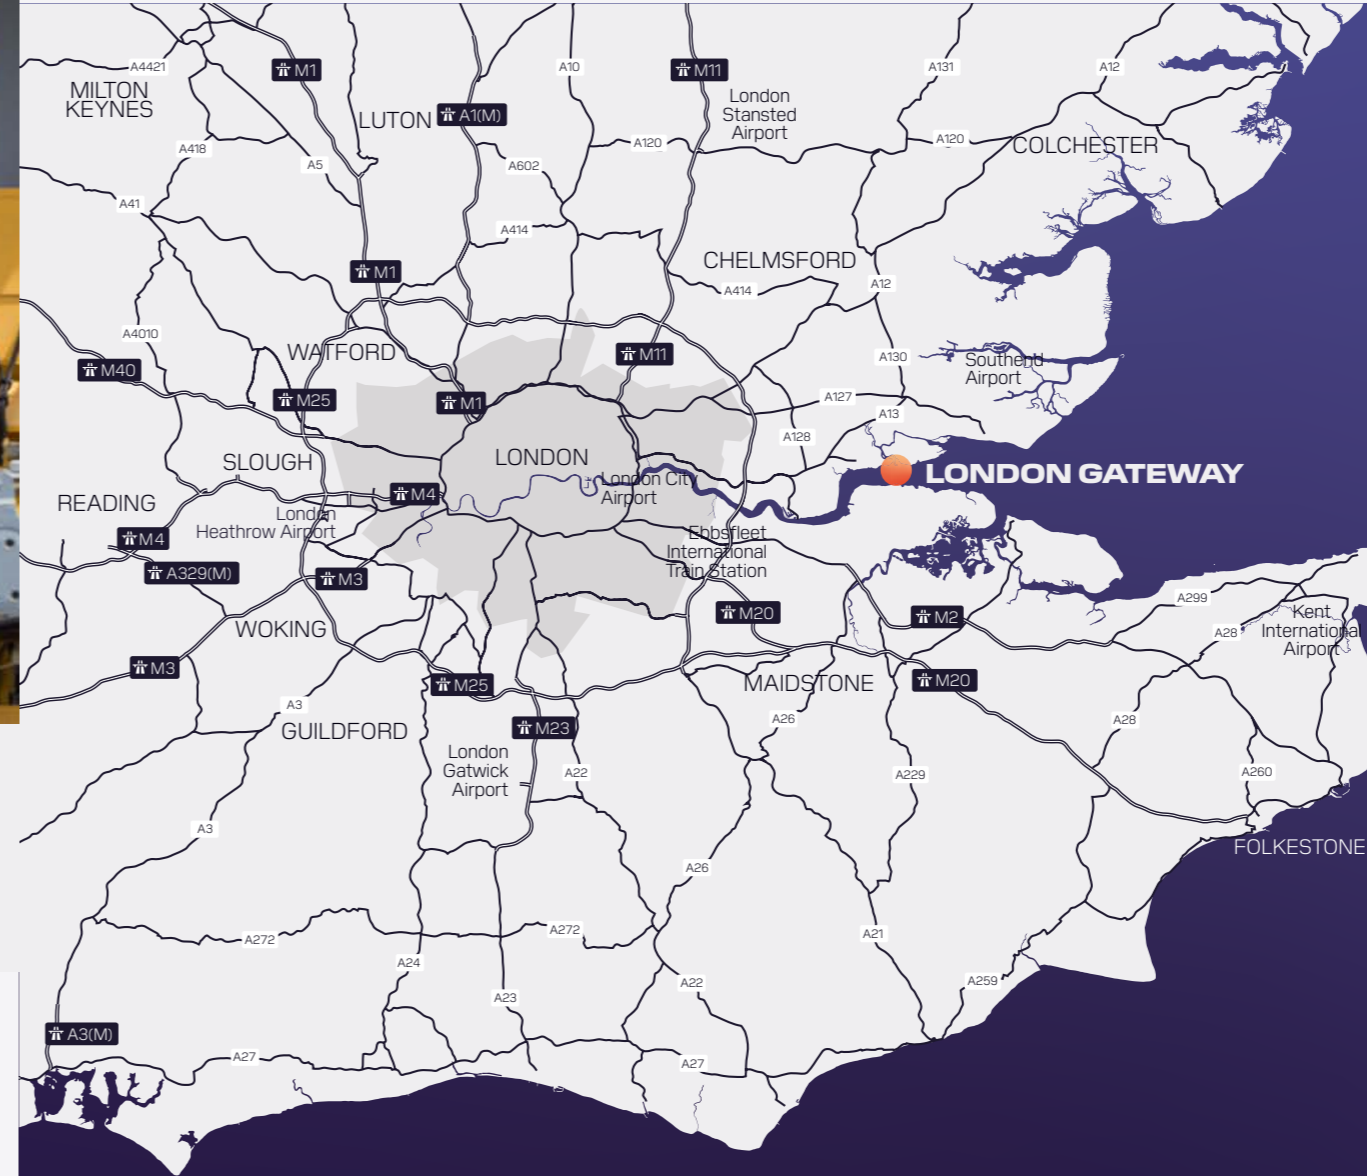 A4421
M1
A10
M11
A131
A12
MILTON
KEYNES
LUTON
A1(M)
London
Stansted
Airport
A418
A5
A602
A120
A120
COLCHESTER
A41
A414
CHELMSFORD
M1
A414
A12
A4010
WATFORD
M11
A130
Southend
Airport
M40
M25
M1
A127
A13
A128
SLOUGH
LONDON
LONDON GATEWAY
London City
Airport
READING
M4
London
Heathrow Airport
M4
Ebbsfleet
International
Train Station
A329(M)
M3
M20
M2
A299
Kent
International
Airport
WOKING
A28
M3
M25
MAIDSTONE
M20
A3
GUILDFORD
M23
A26
A28
London
Gatwick
Airport
A22
A229
A260
A3
A26
FOLKESTONE
A272
A272
A21
A24
A23
A22
A259
A3(M)
A27
A27